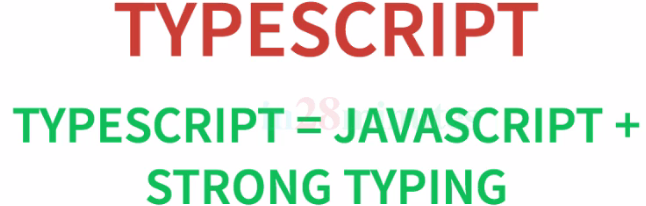 TYPESCRIPT
TYPESCRIPT = JAVASCRIPT +
STRONG TYPING